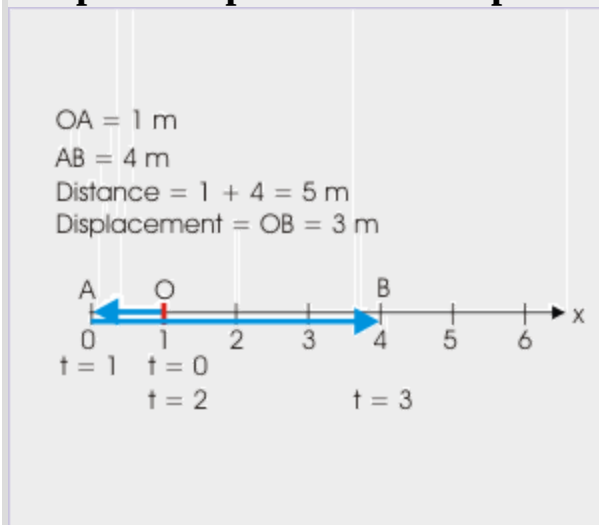 OA = 1 m
AB = 4 m
Distance = 1 + 4 = 5 m
Displacement = OB = 3 m
A O B
x
0 1 2 3 4 5 6
t = 1 t = 0
t = 2 t = 3